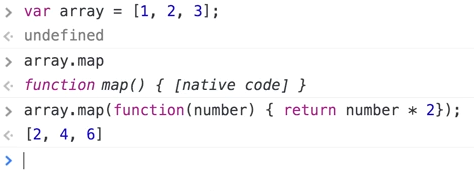 > var array = [1, 2, 3];
< undefined
> array.map
< function map() { [native code] }
> array.map(function(number) { return number * 2});
< [2, 4, 6]
>